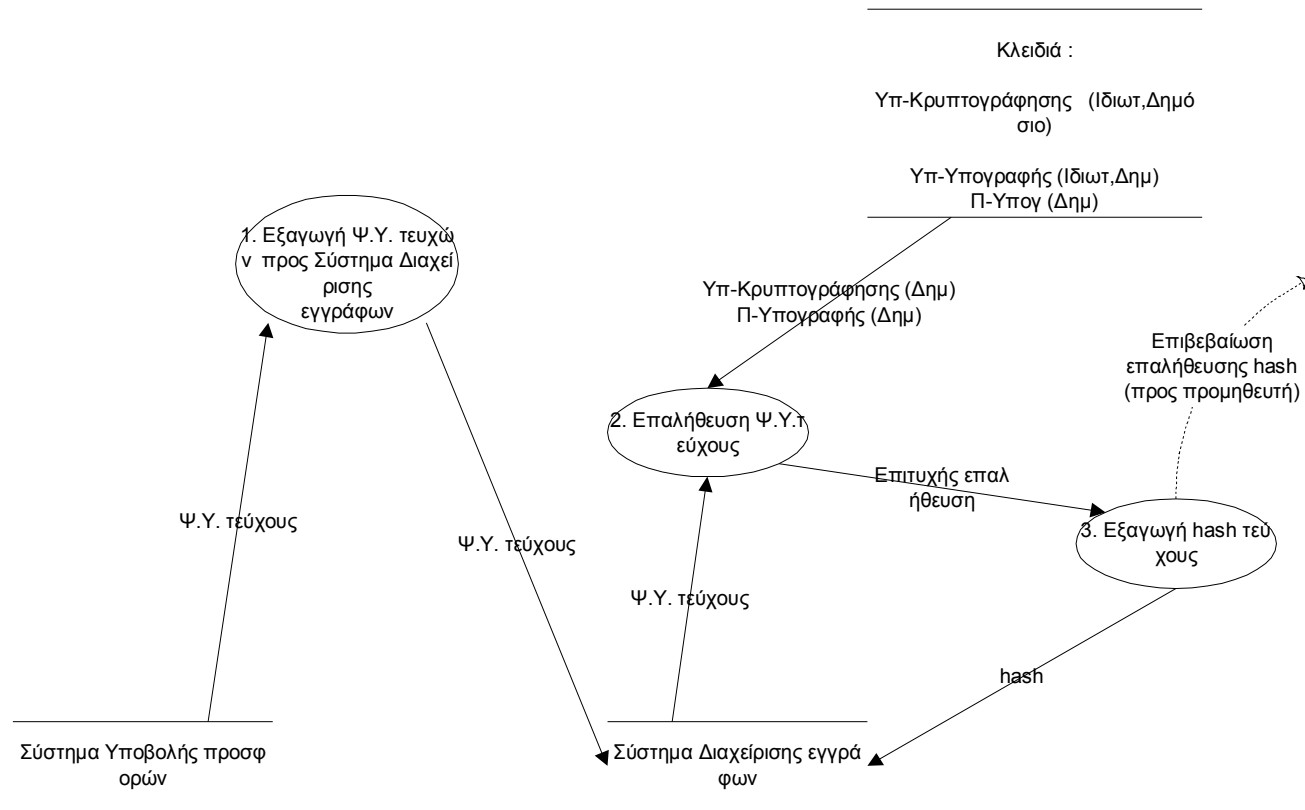 Κλειδιά :
Υπ-Κρυπτογράφησης (Ιδιωτ,Δημό
σιο)
Υπ-Υπογραφής (Ιδιωτ,Δημ)
Π-Υπογ (Δημ)
1. Εξαγωγή Ψ.Υ. τευχώ
ν προς Σύστημα Διαχεί
ρισης
εγγράφων
Υπ-Κρυπτογράφησης (Δημ)
Π-Υπογραφής (Δημ)
Επιβεβαίωση
επαλήθευσης hash
(προς προμηθευτή)
2. Επαλήθευση Ψ.Υ.τ
εύχους
Επιτυχής επαλ
ήθευση
Ψ.Υ. τεύχους
Ψ.Υ. τεύχους
3. Εξαγωγή hash τεύ
χους
Ψ.Υ. τεύχους
hash
Σύστημα Υποβολής προσφ
ορών
Σύστημα Διαχείρισης εγγρά
φων